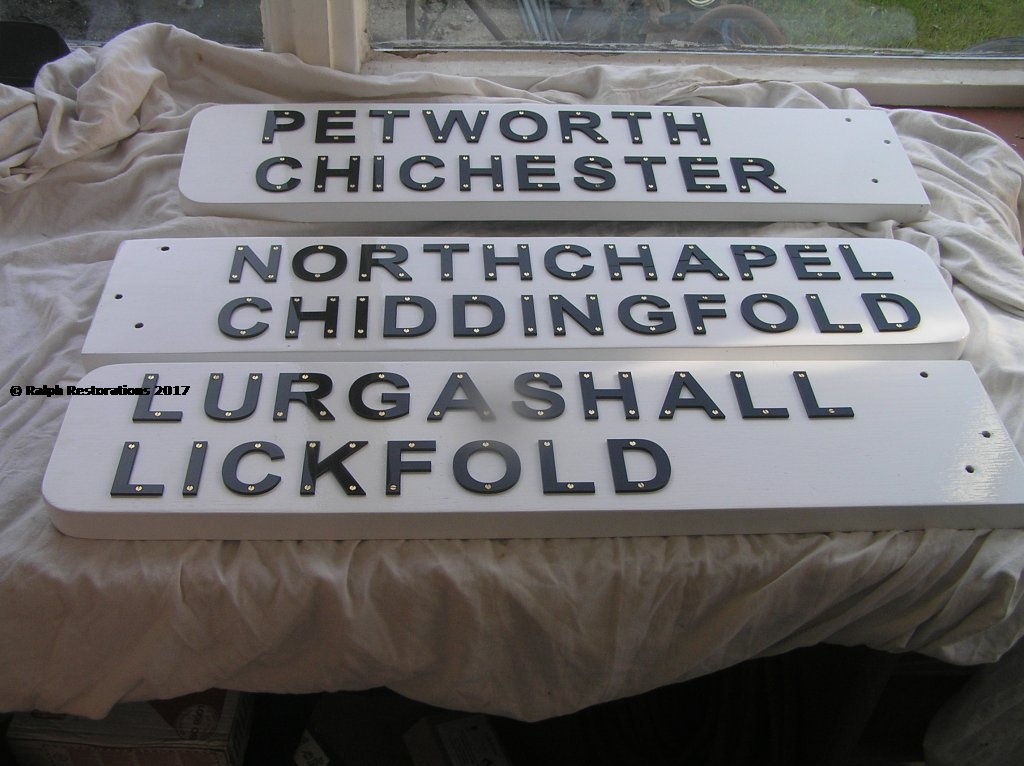 PETWORTH
CHICHESTER
NORTHCHAPEL
CHIDDINGFOLD
© Ralph Restorations 2017
LURGASHALL
LICKFOLD